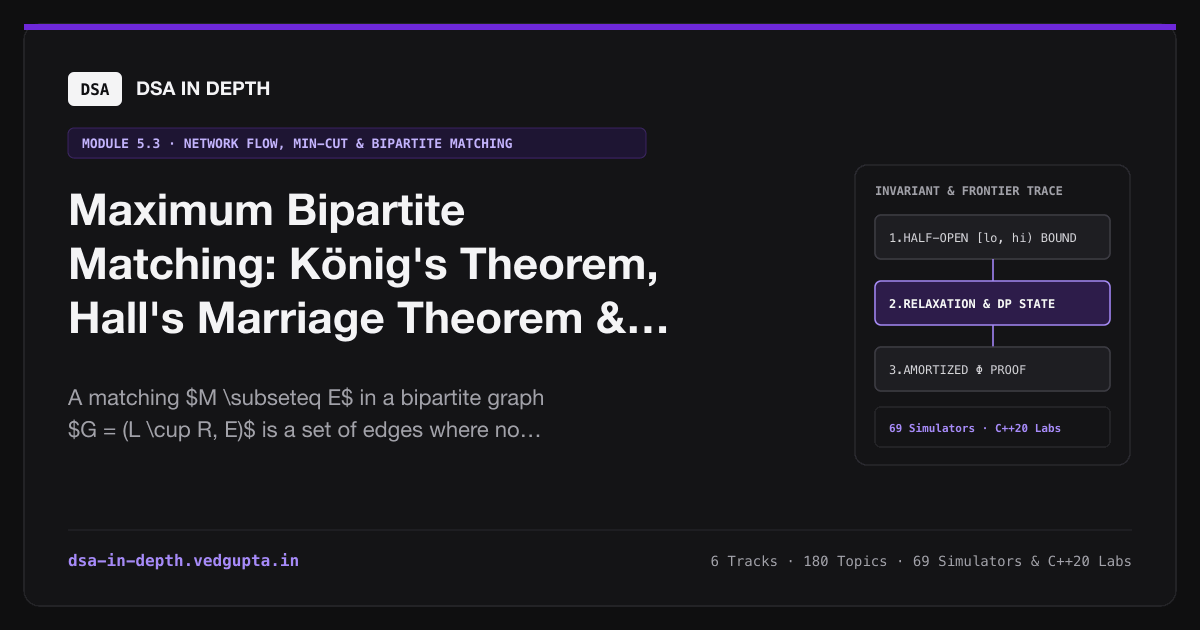 DSA DSA IN DEPTH
MODULE 5.3 · NETWORK FLOW, MIN-CUT & BIPARTITE MATCHING
Maximum Bipartite
Matching: König's Theorem,
Hall's Marriage Theorem &...
A matching $M \subseteq E$ in a bipartite graph
$G = (L \cup R, E)$ is a set of edges where no...
INVARIANT & FRONTIER TRACE
1.HALF-OPEN [lo, hi) BOUND
2.RELAXATION & DP STATE
3.AMORTIZED Φ PROOF
69 Simulators · C++20 Labs
dsa-in-depth.vedgupta.in
6 Tracks · 180 Topics · 69 Simulators & C++20 Labs